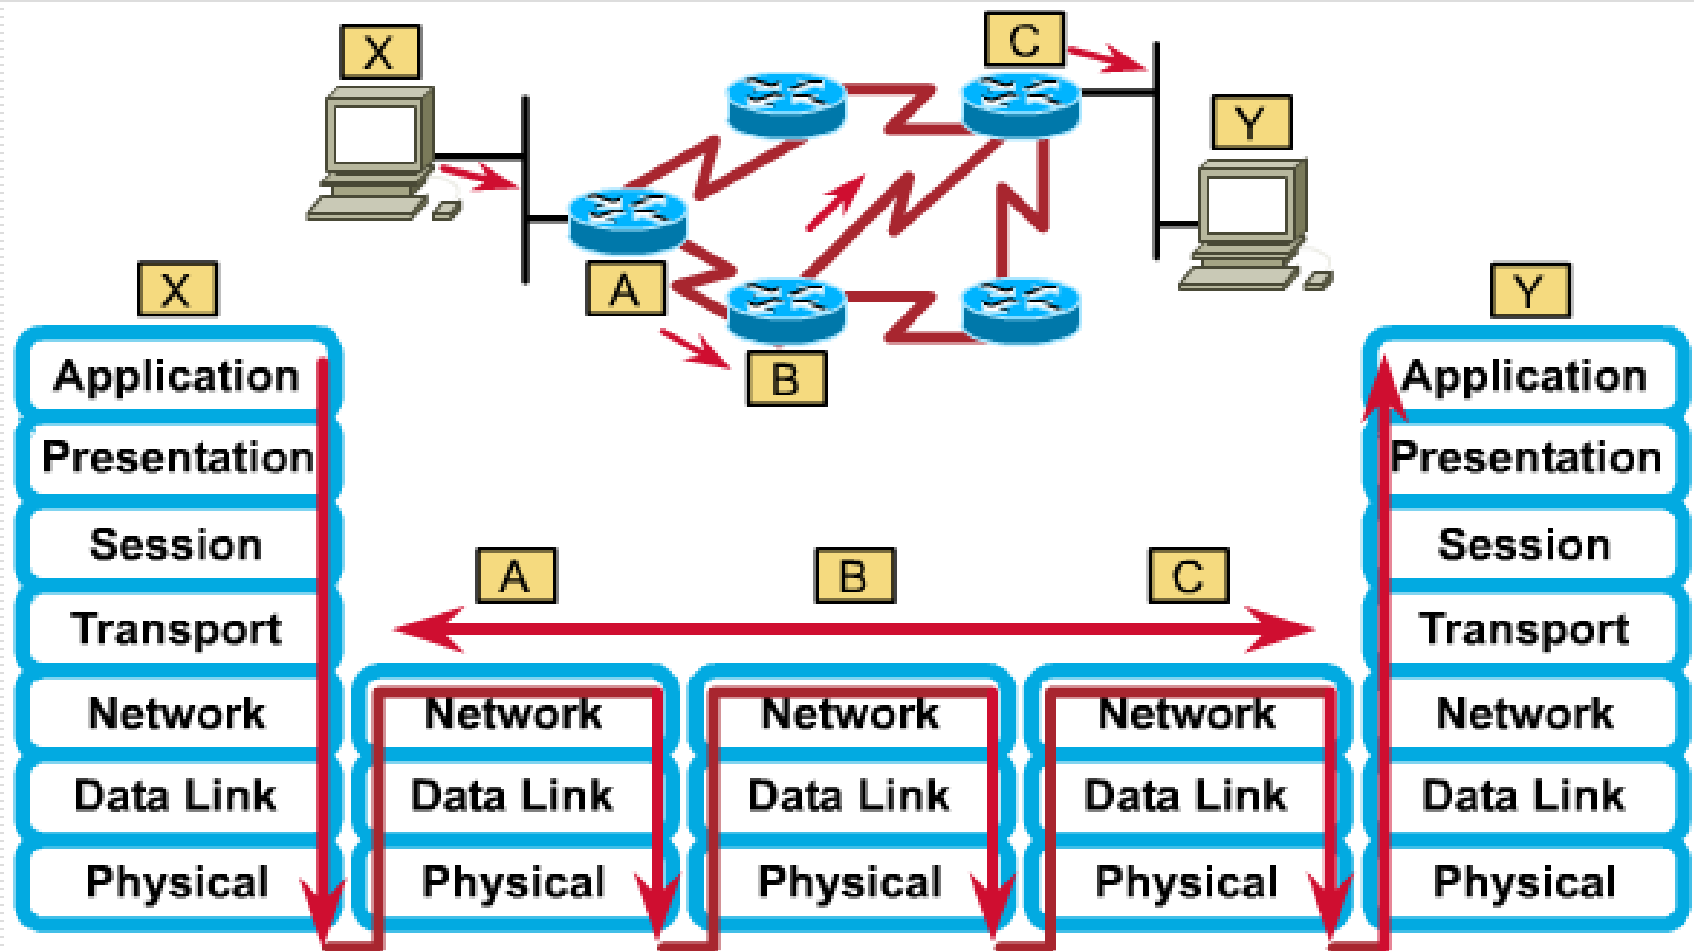 X
C
Y
A
B
X
Y
Application
Presentation
Session
Transport
Network
Data Link
Physical
A
Network
Data Link
Physical
B
Network
Data Link
Physical
C
Network
Data Link
Physical
Application
Presentation
Session
Transport
Network
Data Link
Physical